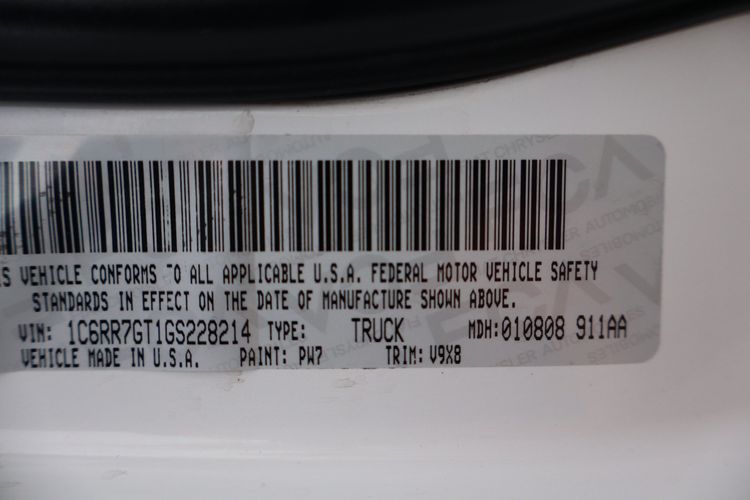 VEHICLE CONFORMS TO ALL APPLICABLE U.S.A. FEDERAL MOTOR VEHICLE SAFETY
STANDARDS IN EFFECT ON THE DATE OF MANUFACTURE SHOWN ABOVE.
VIN: 1C6RR7GT1GS228214 TYPE: TRUCK MDH: 010808 911AA
VEHICLE MADE IN U.S.A. PAINT: PW7 TRIM: V9X8